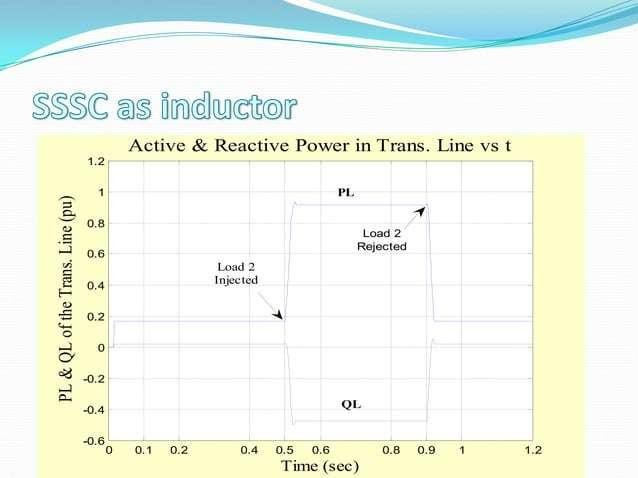 SSSC as inductor
Active & Reactive Power in Trans. Line vs t
PL & QL of the Trans. Line (pu)
1.2
1
0.8
0.6
0.4
0.2
0
-0.2
-0.4
-0.6
PL
Load 2
Rejected
Load 2
Injected
QL
0 0.1 0.2 0.4 0.5 0.6 0.8 0.9 1 1.2
Time (sec)